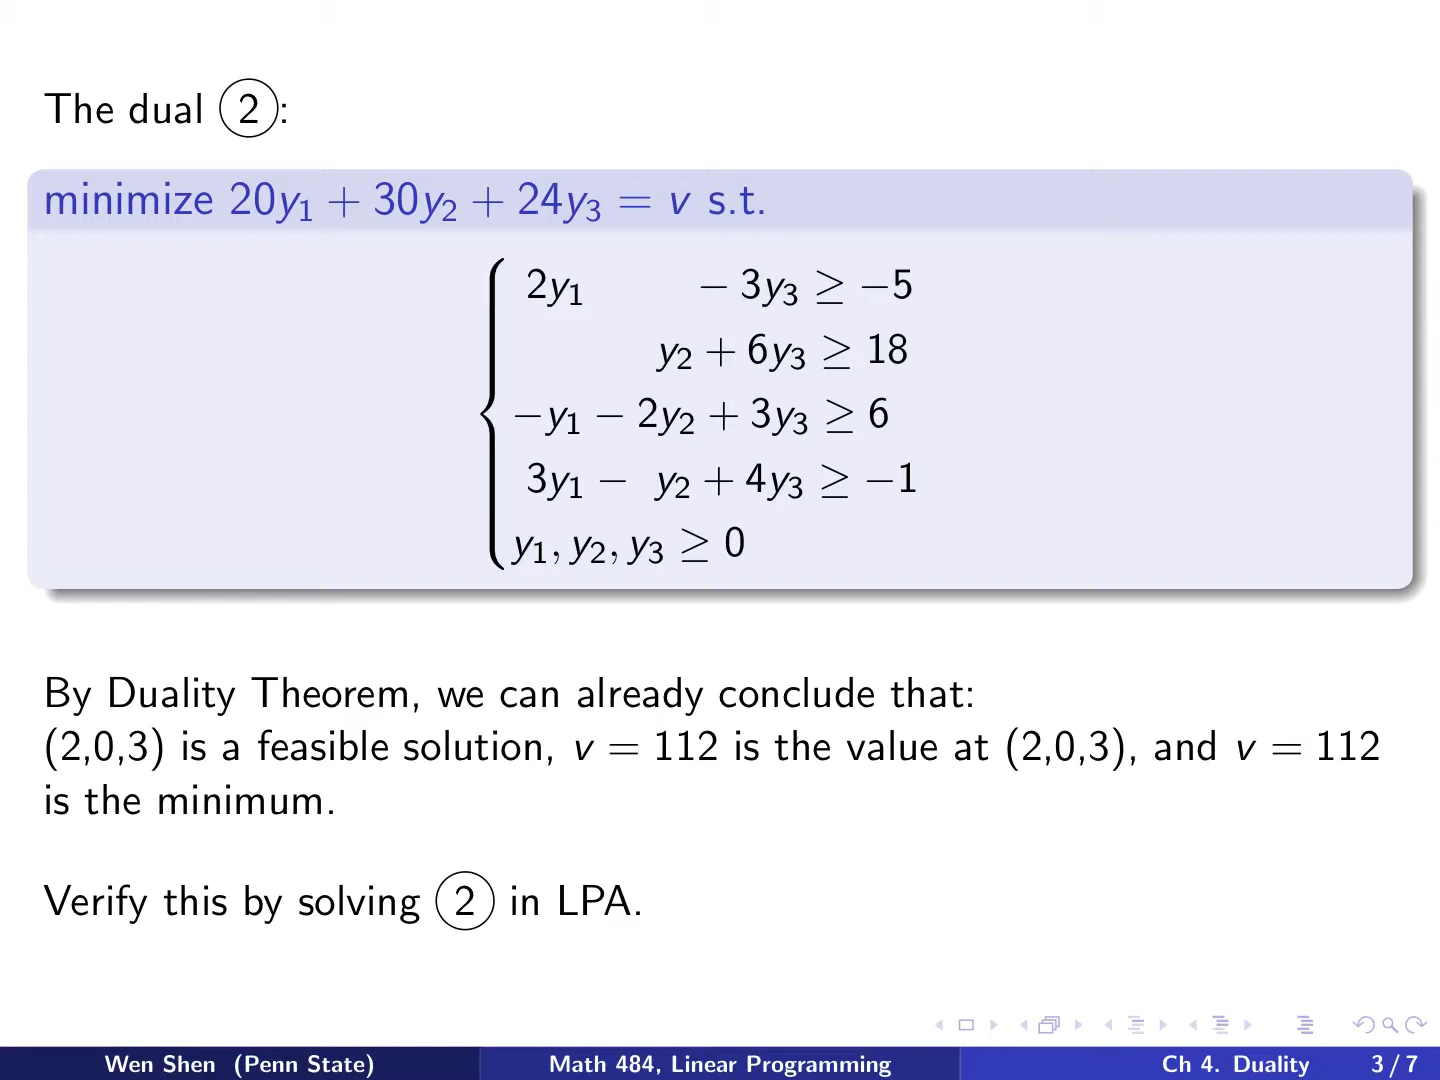 The dual ②:
minimize 20y₁ + 30y₂ + 24y₃ = v s.t.
2y₁ − 3y₃ ≥ −5
y₂ + 6y₃ ≥ 18
−y₁ − 2y₂ + 3y₃ ≥ 6
3y₁ − y₂ + 4y₃ ≥ −1
y₁, y₂, y₃ ≥ 0
By Duality Theorem, we can already conclude that:
(2,0,3) is a feasible solution, v = 112 is the value at (2,0,3), and v = 112
is the minimum.
Verify this by solving ② in LPA.
Wen Shen (Penn State) Math 484, Linear Programming Ch 4. Duality 3 / 7